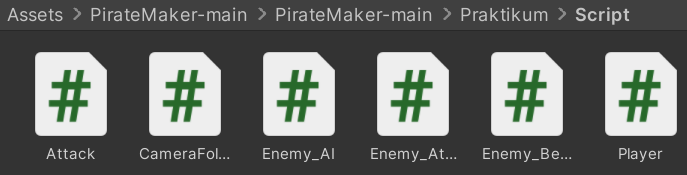 Assets > PirateMaker-main > PirateMaker-main > Praktikum > Script
Attack CameraFol... Enemy_AI Enemy_At... Enemy_Be... Player